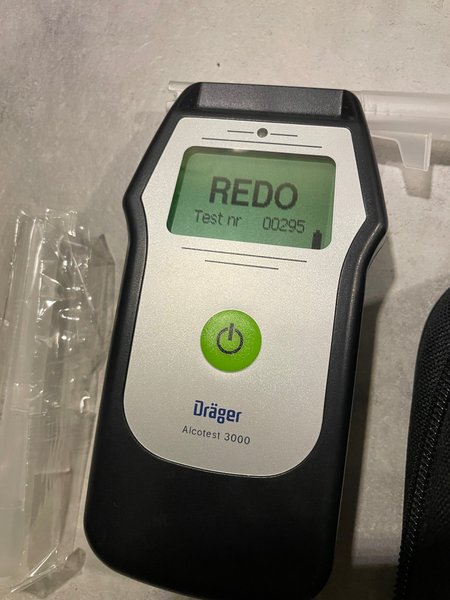 REDO
Test nr 00295
Dräger
Alcotest 3000